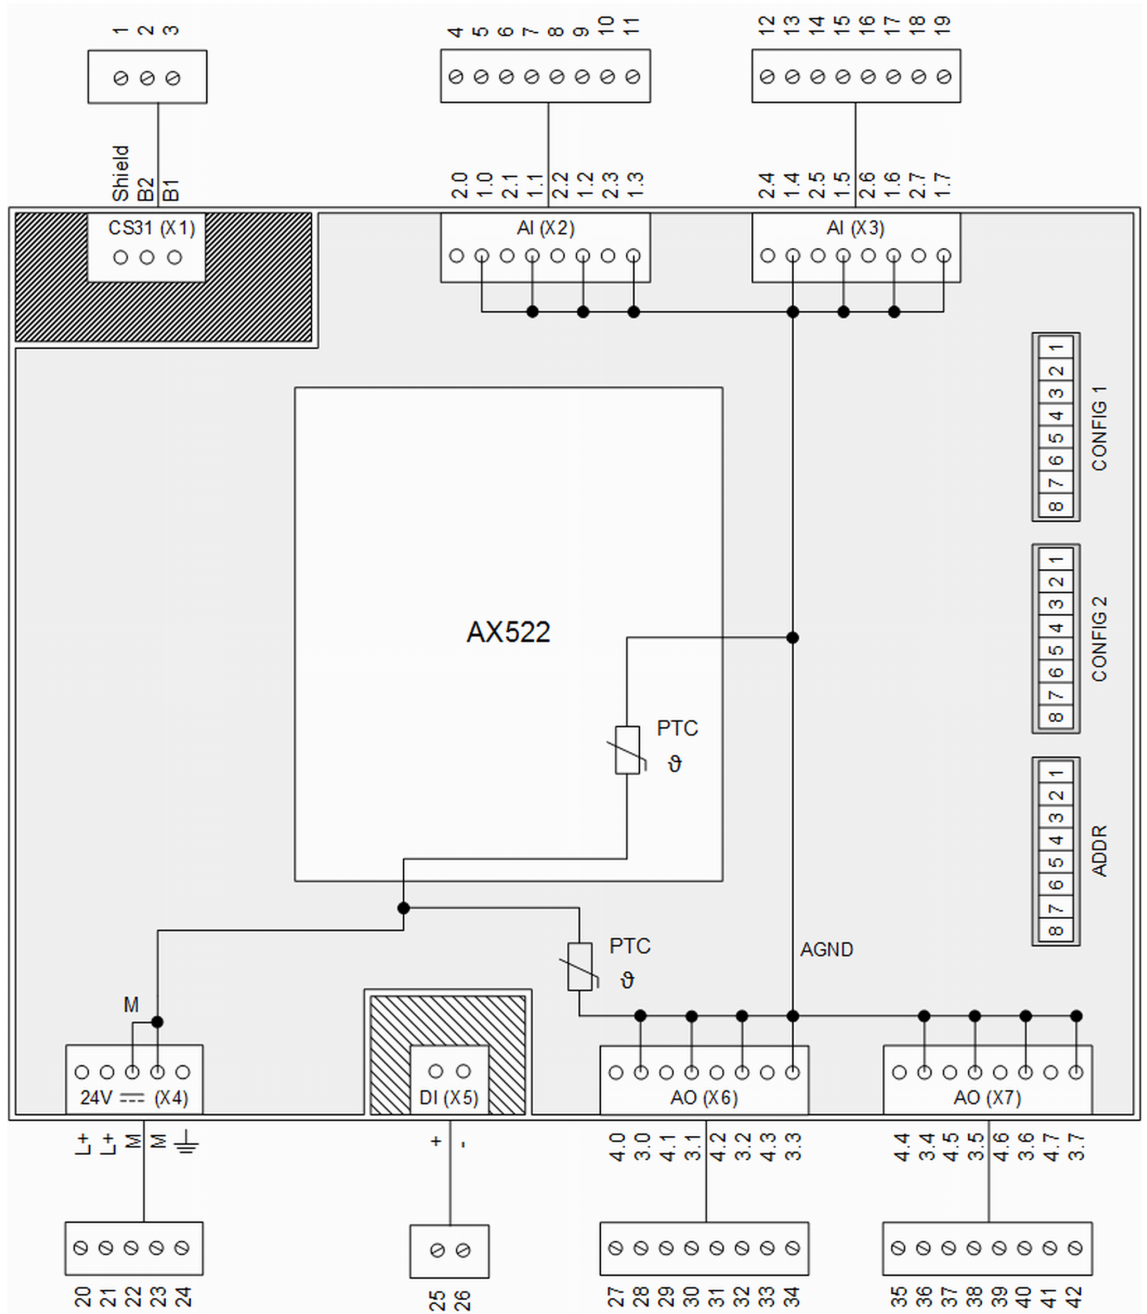 1 2 3
4 5 6 7 8 9 10 11
12 13 14 15 16 17 18 19
Shield B2 B1
2.0 1.0 2.1 1.1 2.2 1.2 2.3 1.3
2.4 1.4 2.5 1.5 2.6 1.6 2.7 1.7
CS31 (X1)
AI (X2)
AI (X3)
1 2 3 4 5 6 7 8
CONFIG 1
1 2 3 4 5 6 7 8
CONFIG 2
AX522
PTC
ϑ
1 2 3 4 5 6 7 8
ADDR
PTC
ϑ
AGND
M
24V ⎓ (X4)
DI (X5)
AO (X6)
AO (X7)
L+ L+ M M ⏚
+ -
4.0 3.0 4.1 3.1 4.2 3.2 4.3 3.3
4.4 3.4 4.5 3.5 4.6 3.6 4.7 3.7
20 21 22 23 24
25 26
27 28 29 30 31 32 33 34
35 36 37 38 39 40 41 42